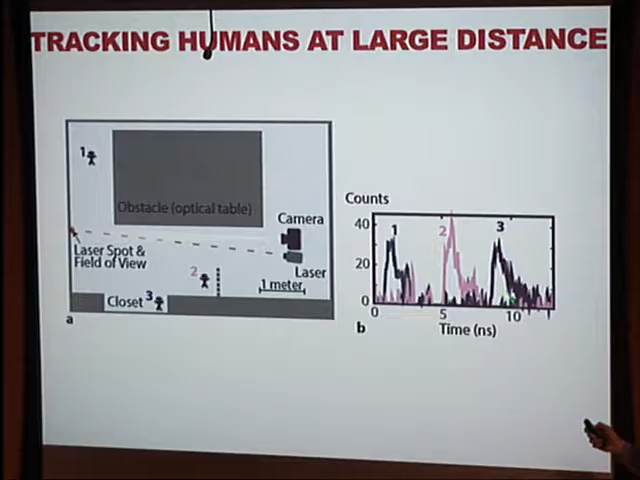 TRACKING HUMANS AT LARGE DISTANCE
1
Obstacle (optical table)
Camera
Laser Spot &
Field of View
Laser
2
1 meter
Closet 3
a
Counts
40
20
0
1
2
3
0
5
10
Time (ns)
b